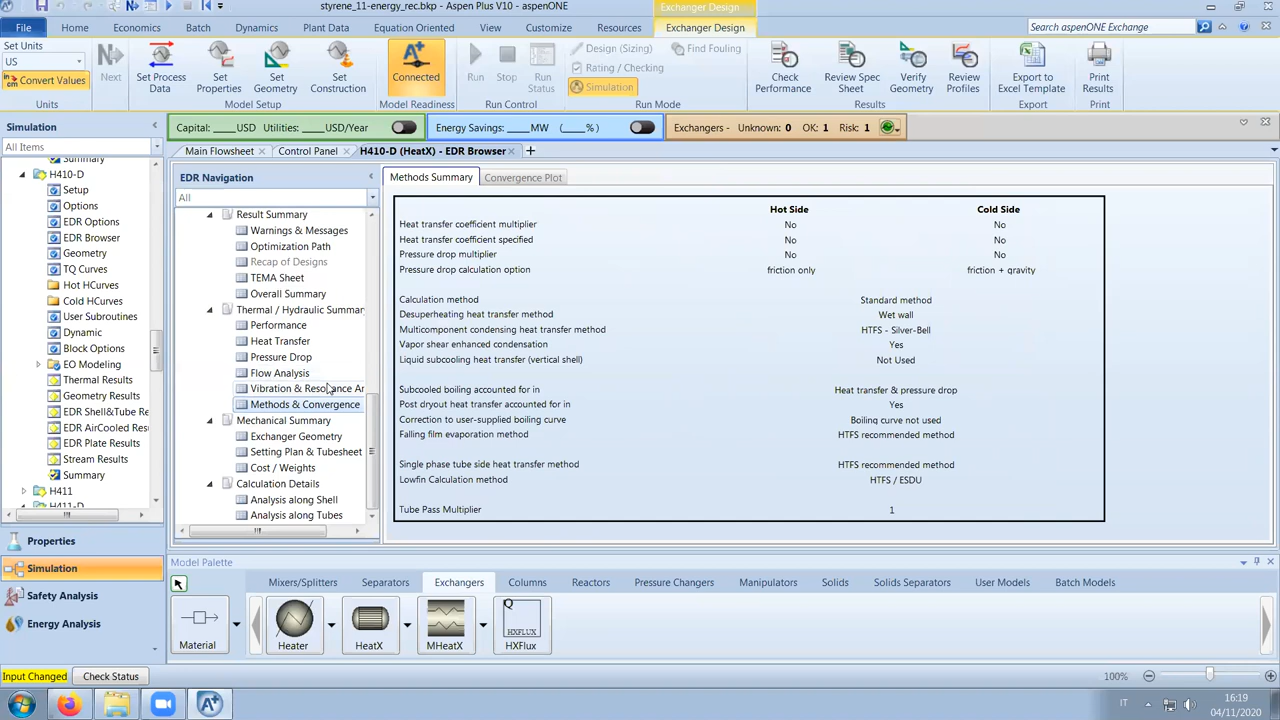 styrene_11-energy_rec.bkp - Aspen Plus V10 - aspenONE
Exchanger Design
File Home Economics Batch Dynamics Plant Data Equation Oriented View Customize Resources Exchanger Design Search aspenONE Exchange
Set Units
US
Convert Values
Units
Next
Set Process Data
Set Properties
Set Geometry
Set Construction
Model Setup
Connected
Model Readiness
Run
Stop
Run Status
Run Control
Design (Sizing)
Find Fouling
Rating / Checking
Simulation
Run Mode
Check Performance
Review Spec Sheet
Verify Geometry
Review Profiles
Results
Export to Excel Template
Export
Print Results
Print
Capital: ____USD Utilities: ____USD/Year
Energy Savings: ____MW (____%)
Exchangers - Unknown: 0 OK: 1 Risk: 1
Simulation
All Items
Summary
H410-D
Setup
Options
EDR Options
EDR Browser
Geometry
TQ Curves
Hot HCurves
Cold HCurves
User Subroutines
Dynamic
Block Options
EO Modeling
Thermal Results
Geometry Results
EDR Shell&Tube Re
EDR AirCooled Resu
EDR Plate Results
Stream Results
Summary
H411
H411-D
Properties
Simulation
Safety Analysis
Energy Analysis
Main Flowsheet
Control Panel
H410-D (HeatX) - EDR Browser
EDR Navigation
All
Result Summary
Warnings & Messages
Optimization Path
Recap of Designs
TEMA Sheet
Overall Summary
Thermal / Hydraulic Summar
Performance
Heat Transfer
Pressure Drop
Flow Analysis
Vibration & Resonance Ar
Methods & Convergence
Mechanical Summary
Exchanger Geometry
Setting Plan & Tubesheet
Cost / Weights
Calculation Details
Analysis along Shell
Analysis along Tubes
Methods Summary
Convergence Plot
Hot Side Cold Side
Heat transfer coefficient multiplier No No
Heat transfer coefficient specified No No
Pressure drop multiplier No No
Pressure drop calculation option friction only friction + gravity
Calculation method Standard method
Desuperheating heat transfer method Wet wall
Multicomponent condensing heat transfer method HTFS - Silver-Bell
Vapor shear enhanced condensation Yes
Liquid subcooling heat transfer (vertical shell) Not Used
Subcooled boiling accounted for in Heat transfer & pressure drop
Post dryout heat transfer accounted for in Yes
Correction to user-supplied boiling curve Boiling curve not used
Falling film evaporation method HTFS recommended method
Single phase tube side heat transfer method HTFS recommended method
Lowfin Calculation method HTFS / ESDU
Tube Pass Multiplier 1
Model Palette
Mixers/Splitters Separators Exchangers Columns Reactors Pressure Changers Manipulators Solids Solids Separators User Models Batch Models
Material
Heater
HeatX
MHeatX
Q
HXFLUX
HXFlux
Input Changed
Check Status
100%
IT
16:19
04/11/2020